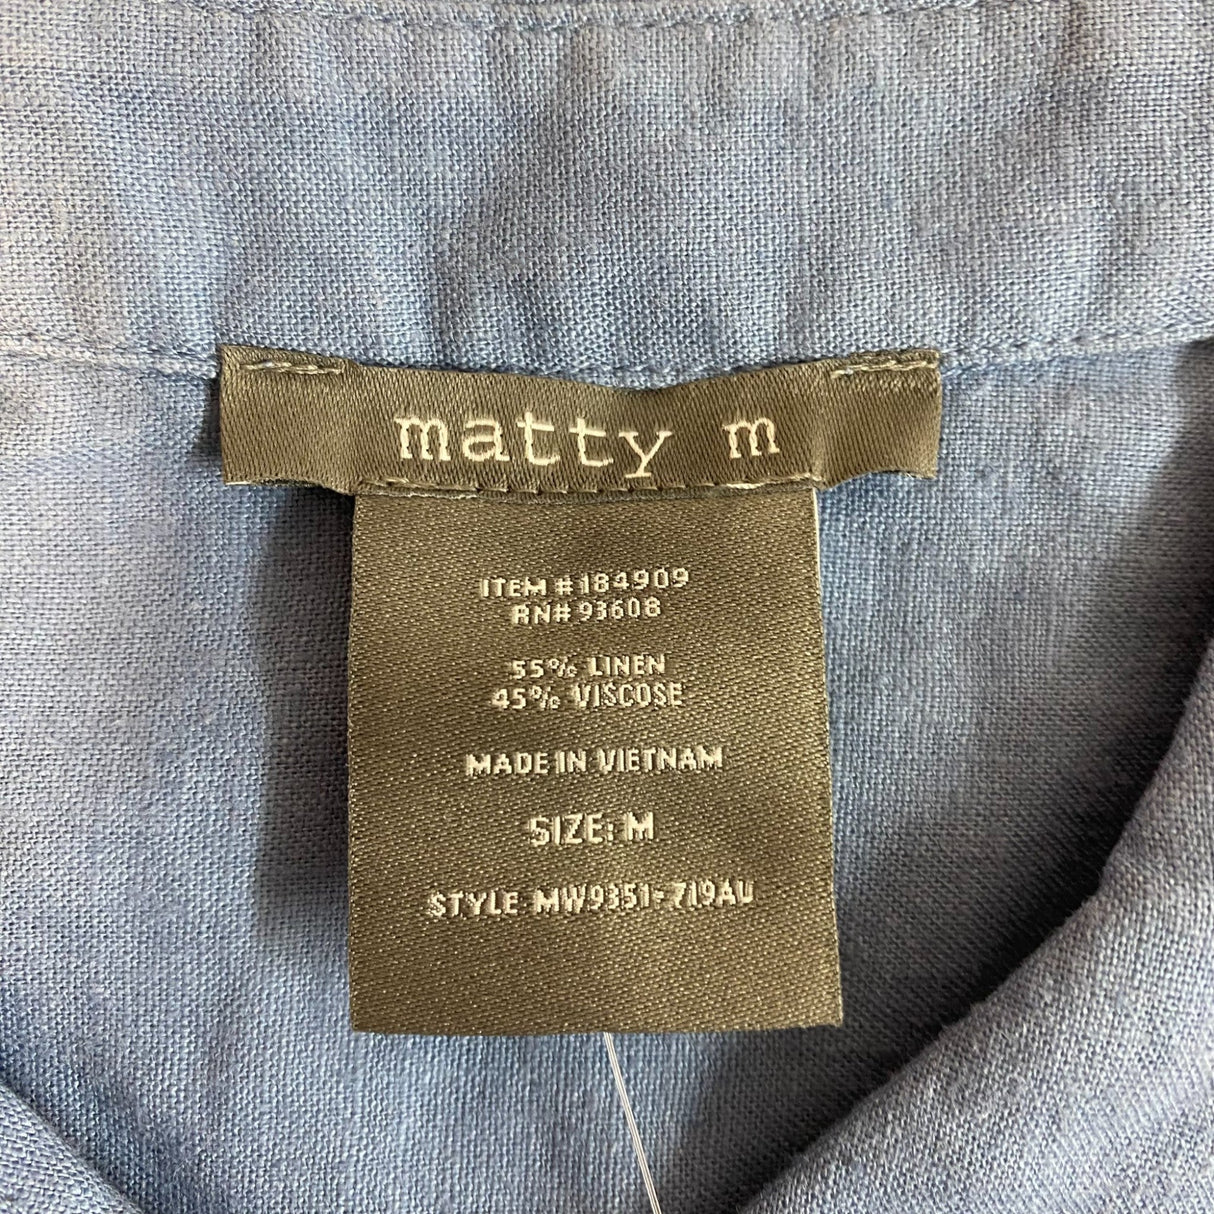 matty m
ITEM #184909
RN# 93608
55% LINEN
45% VISCOSE
MADE IN VIETNAM
SIZE: M
STYLE MW9351-719AU